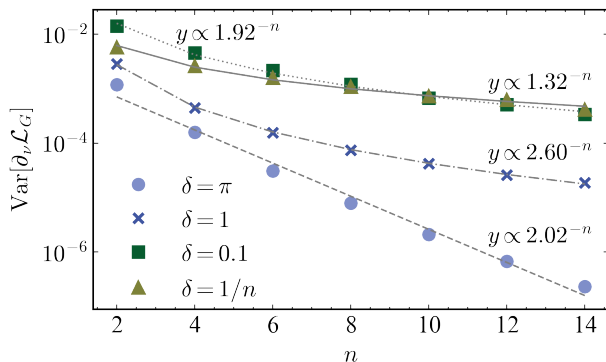 10⁻²
10⁻⁴
10⁻⁶
Var[∂_ν ℒ_G]
y ∝ 1.92⁻ⁿ
y ∝ 1.32⁻ⁿ
y ∝ 2.60⁻ⁿ
y ∝ 2.02⁻ⁿ
δ = π
δ = 1
δ = 0.1
δ = 1/n
2 4 6 8 10 12 14
n